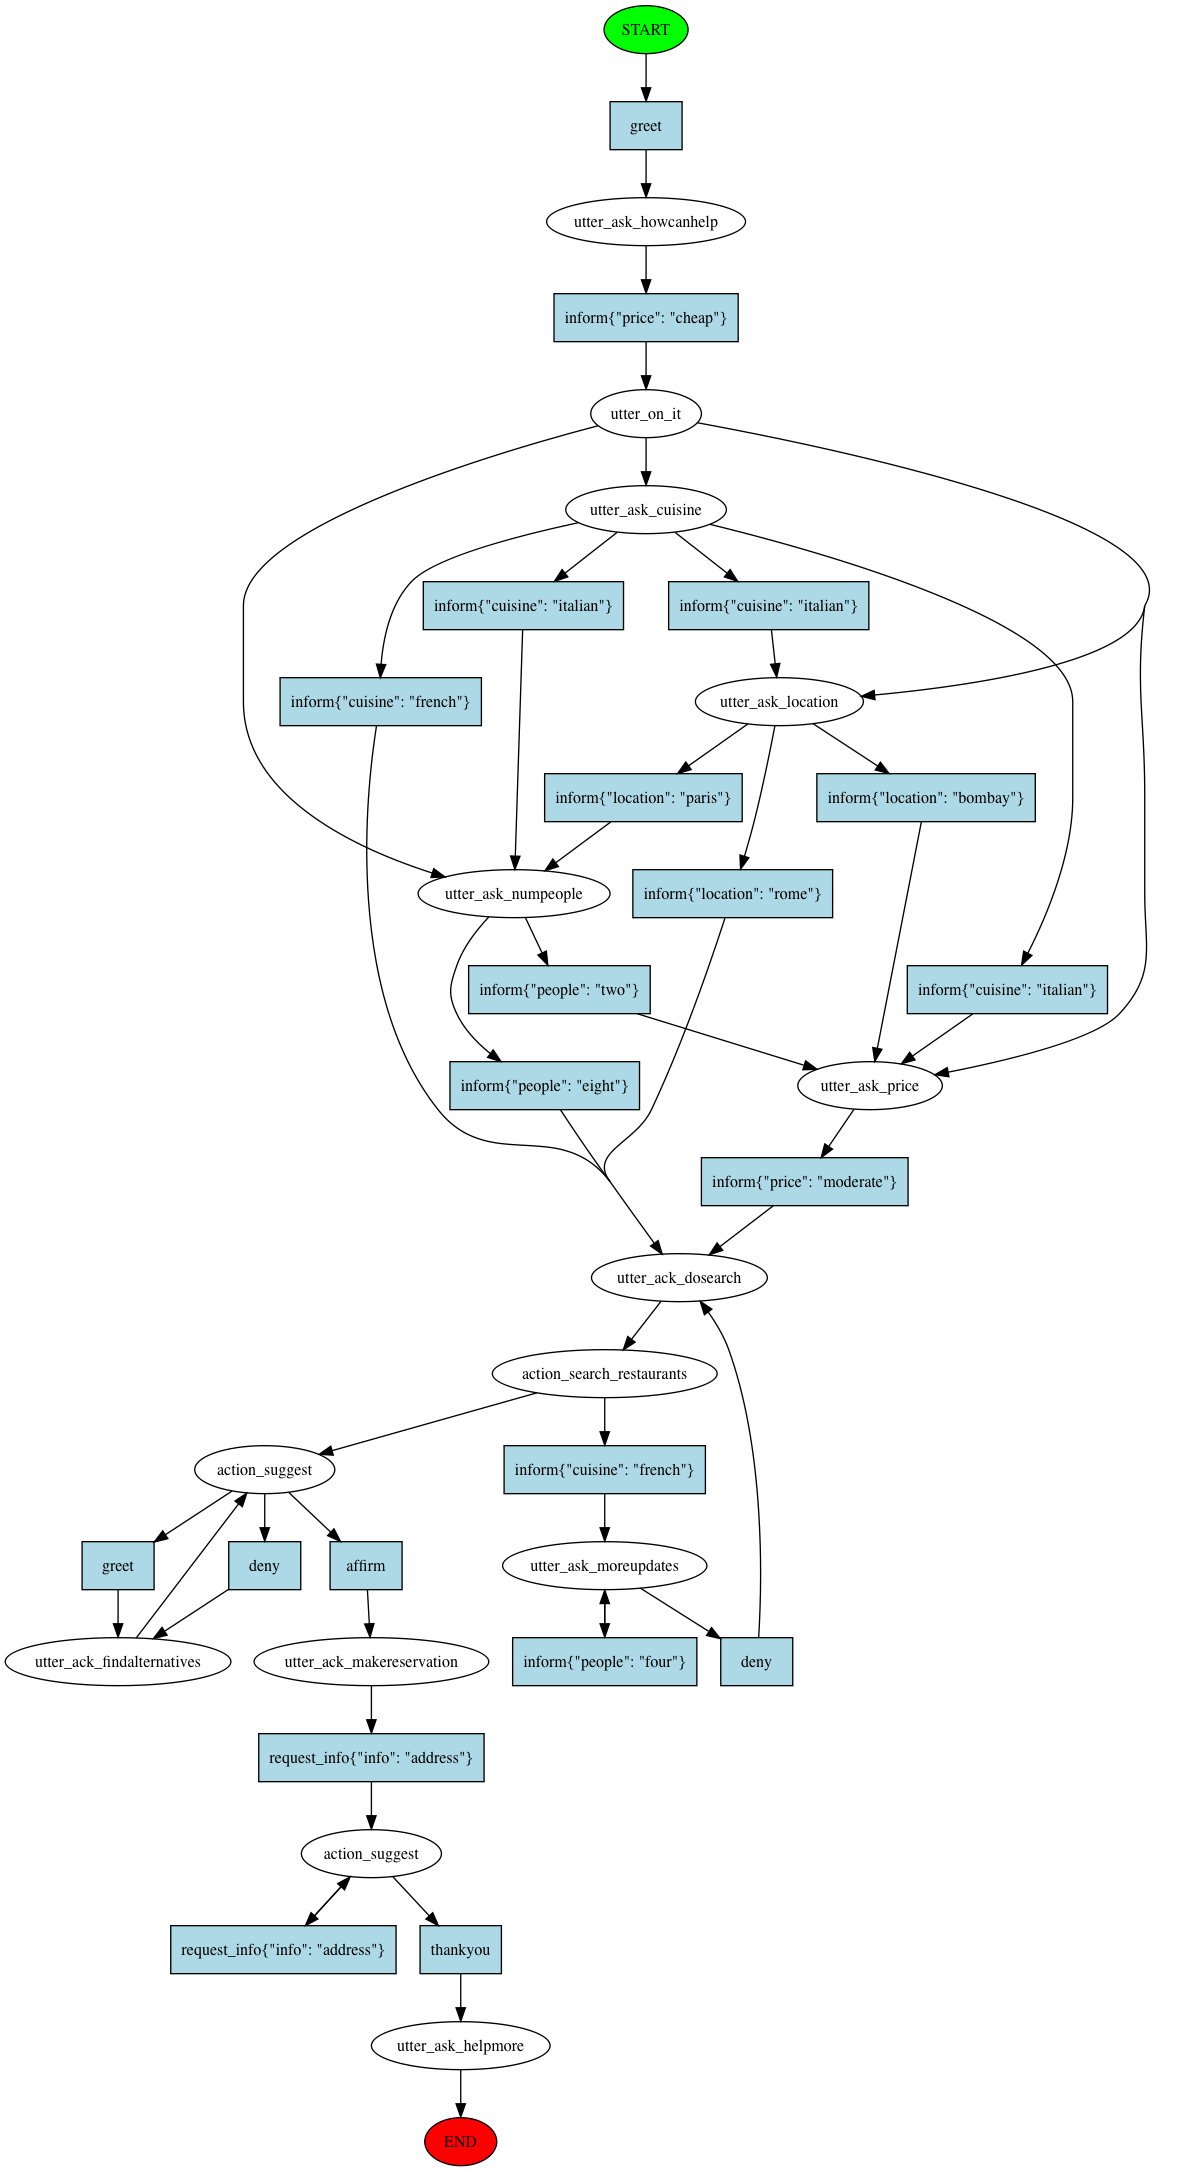 START
greet
utter_ask_howcanhelp
inform{"price": "cheap"}
utter_on_it
utter_ask_cuisine
inform{"cuisine": "italian"}
inform{"cuisine": "italian"}
inform{"cuisine": "french"}
utter_ask_location
inform{"location": "paris"}
inform{"location": "bombay"}
utter_ask_numpeople
inform{"location": "rome"}
inform{"people": "two"}
inform{"cuisine": "italian"}
inform{"people": "eight"}
utter_ask_price
inform{"price": "moderate"}
utter_ack_dosearch
action_search_restaurants
action_suggest
inform{"cuisine": "french"}
greet
deny
affirm
utter_ask_moreupdates
utter_ack_findalternatives
utter_ack_makereservation
inform{"people": "four"}
deny
request_info{"info": "address"}
action_suggest
request_info{"info": "address"}
thankyou
utter_ask_helpmore
END